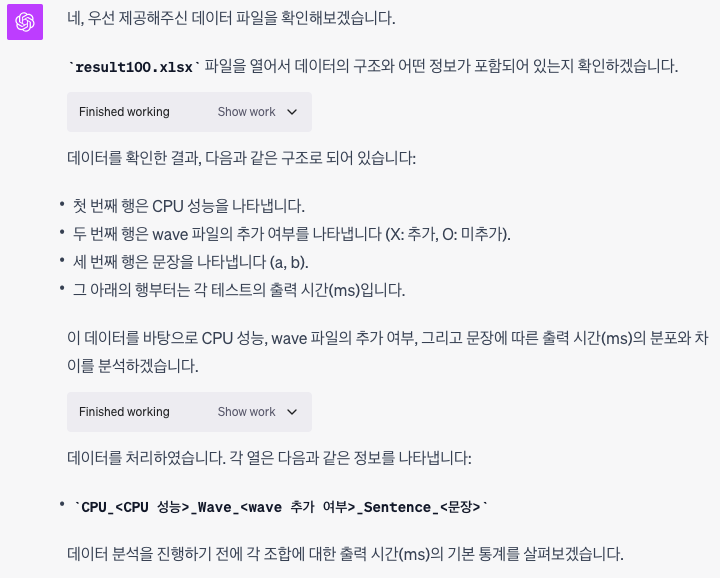 네, 우선 제공해주신 데이터 파일을 확인해보겠습니다.
`result100.xlsx` 파일을 열어서 데이터의 구조와 어떤 정보가 포함되어 있는지 확인하겠습니다.
Finished working Show work
데이터를 확인한 결과, 다음과 같은 구조로 되어 있습니다:
• 첫 번째 행은 CPU 성능을 나타냅니다.
• 두 번째 행은 wave 파일의 추가 여부를 나타냅니다 (X: 추가, O: 미추가).
• 세 번째 행은 문장을 나타냅니다 (a, b).
• 그 아래의 행부터는 각 테스트의 출력 시간(ms)입니다.
이 데이터를 바탕으로 CPU 성능, wave 파일의 추가 여부, 그리고 문장에 따른 출력 시간(ms)의 분포와 차
이를 분석하겠습니다.
Finished working Show work
데이터를 처리하였습니다. 각 열은 다음과 같은 정보를 나타냅니다:
• `CPU_<CPU 성능>_Wave_<wave 추가 여부>_Sentence_<문장>`
데이터 분석을 진행하기 전에 각 조합에 대한 출력 시간(ms)의 기본 통계를 살펴보겠습니다.